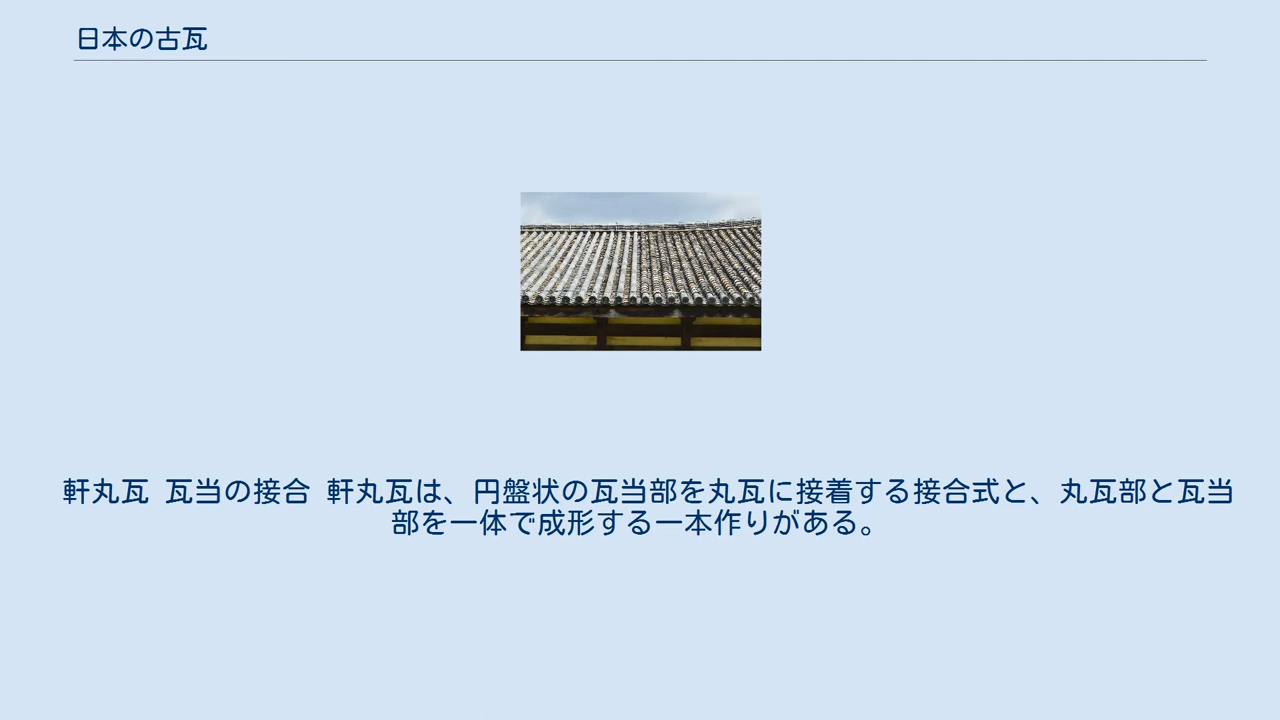 日本の古瓦
軒丸瓦 瓦当の接合 軒丸瓦は、円盤状の瓦当部を丸瓦に接着する接合式と、丸瓦部と瓦当
部を一体で成形する一本作りがある。